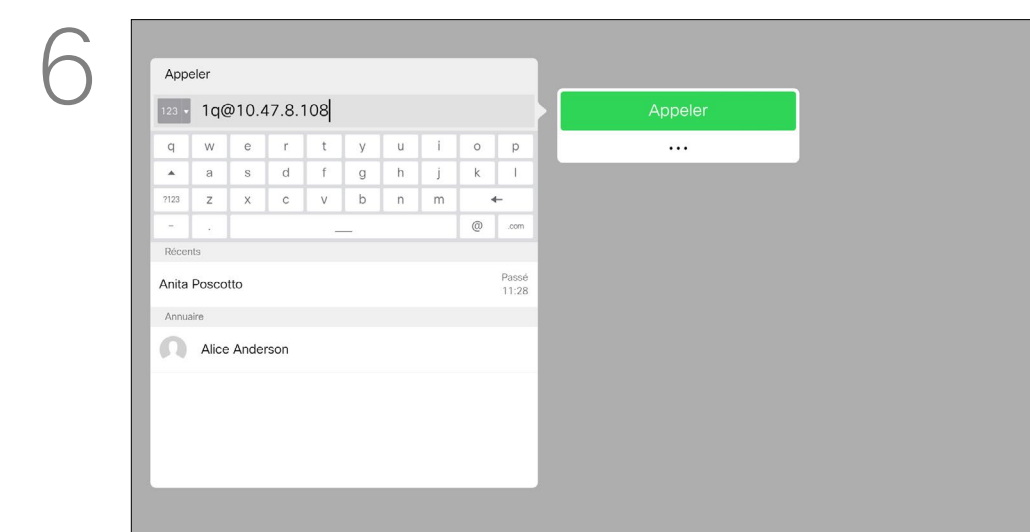 6
Appeler
123 1q@10.47.8.108
Appeler
...
q w e r t y u i o p
a s d f g h j k l
?123 z x c v b n m
- . @ .com
Récents
Anita Poscotto
Passé
11:28
Annuaire
Alice Anderson